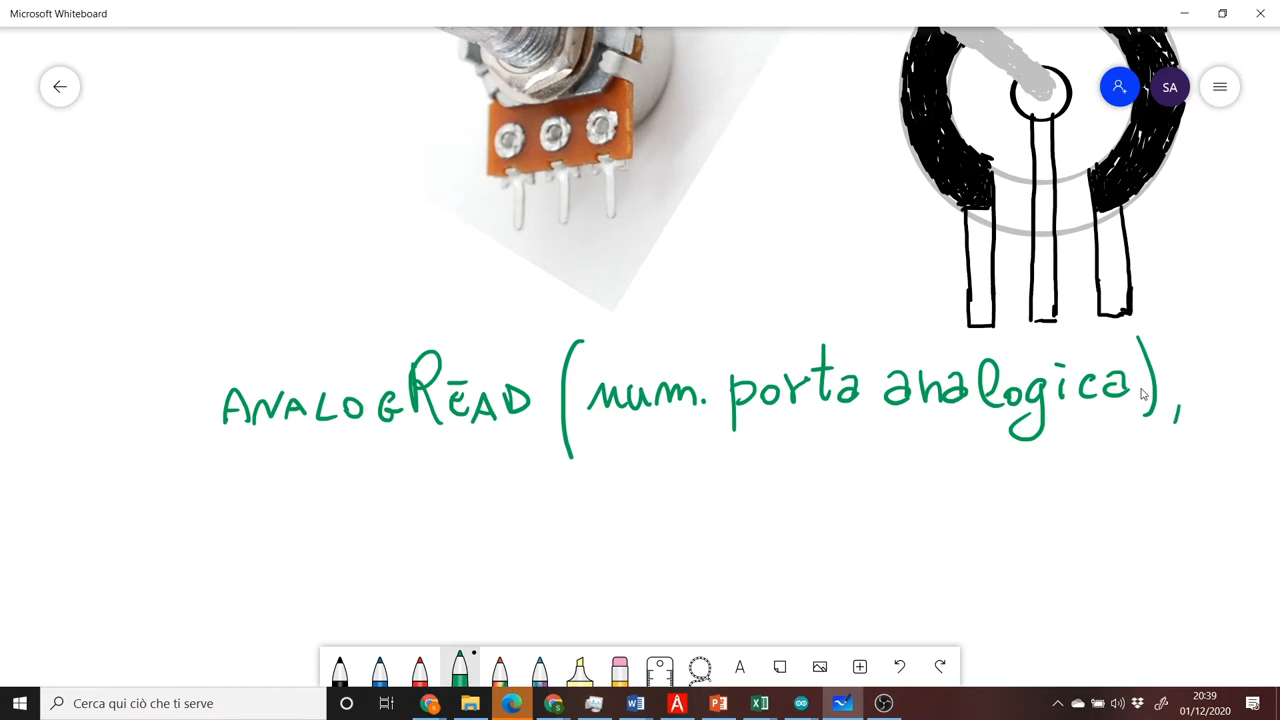 Microsoft Whiteboard
SA
ANALOGREAD (num. porta analogica),
A
Cerca qui ciò che ti serve
20:39
01/12/2020